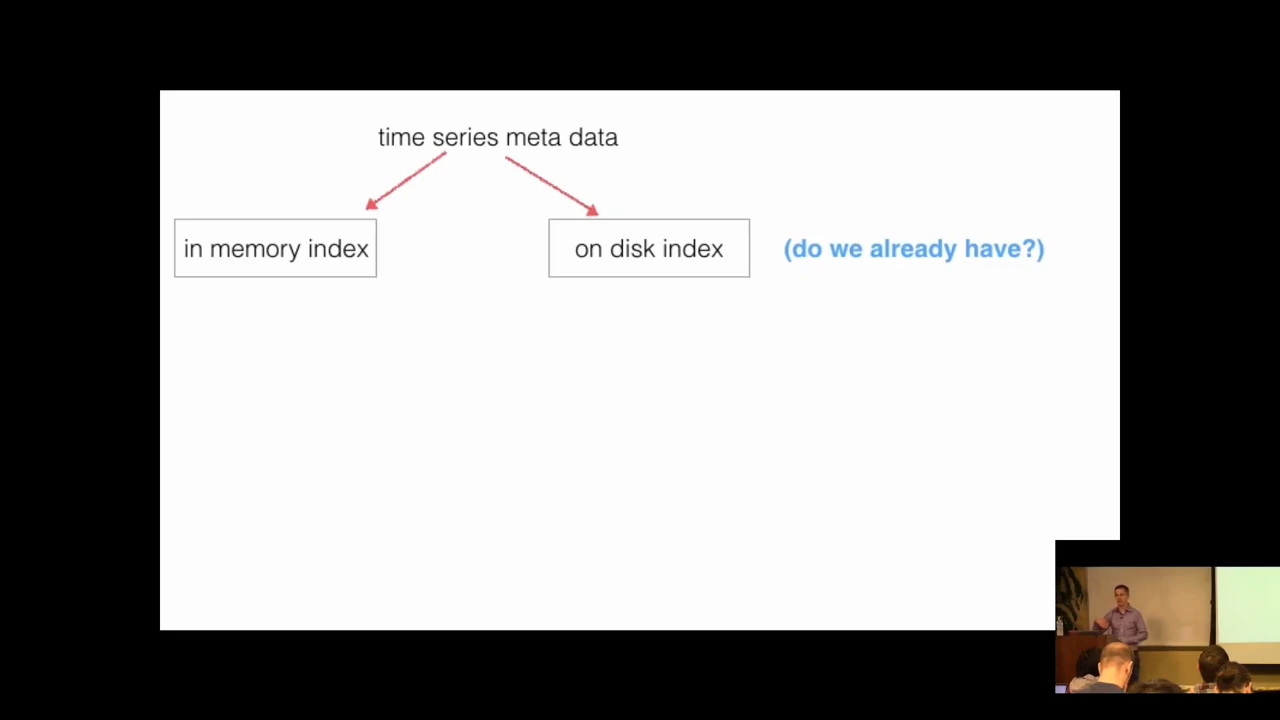 time series meta data
in memory index
on disk index
(do we already have?)